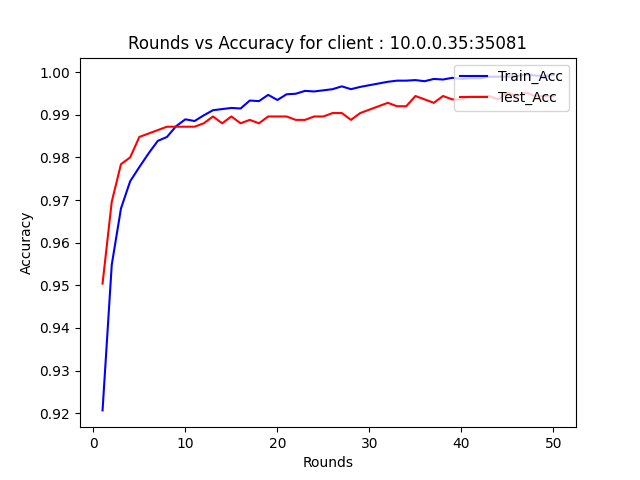 Rounds vs Accuracy for client : 10.0.0.35:35081
Train_Acc
Test_Acc
1.00
0.99
0.98
0.97
0.96
0.95
0.94
0.93
0.92
Accuracy
0 10 20 30 40 50
Rounds